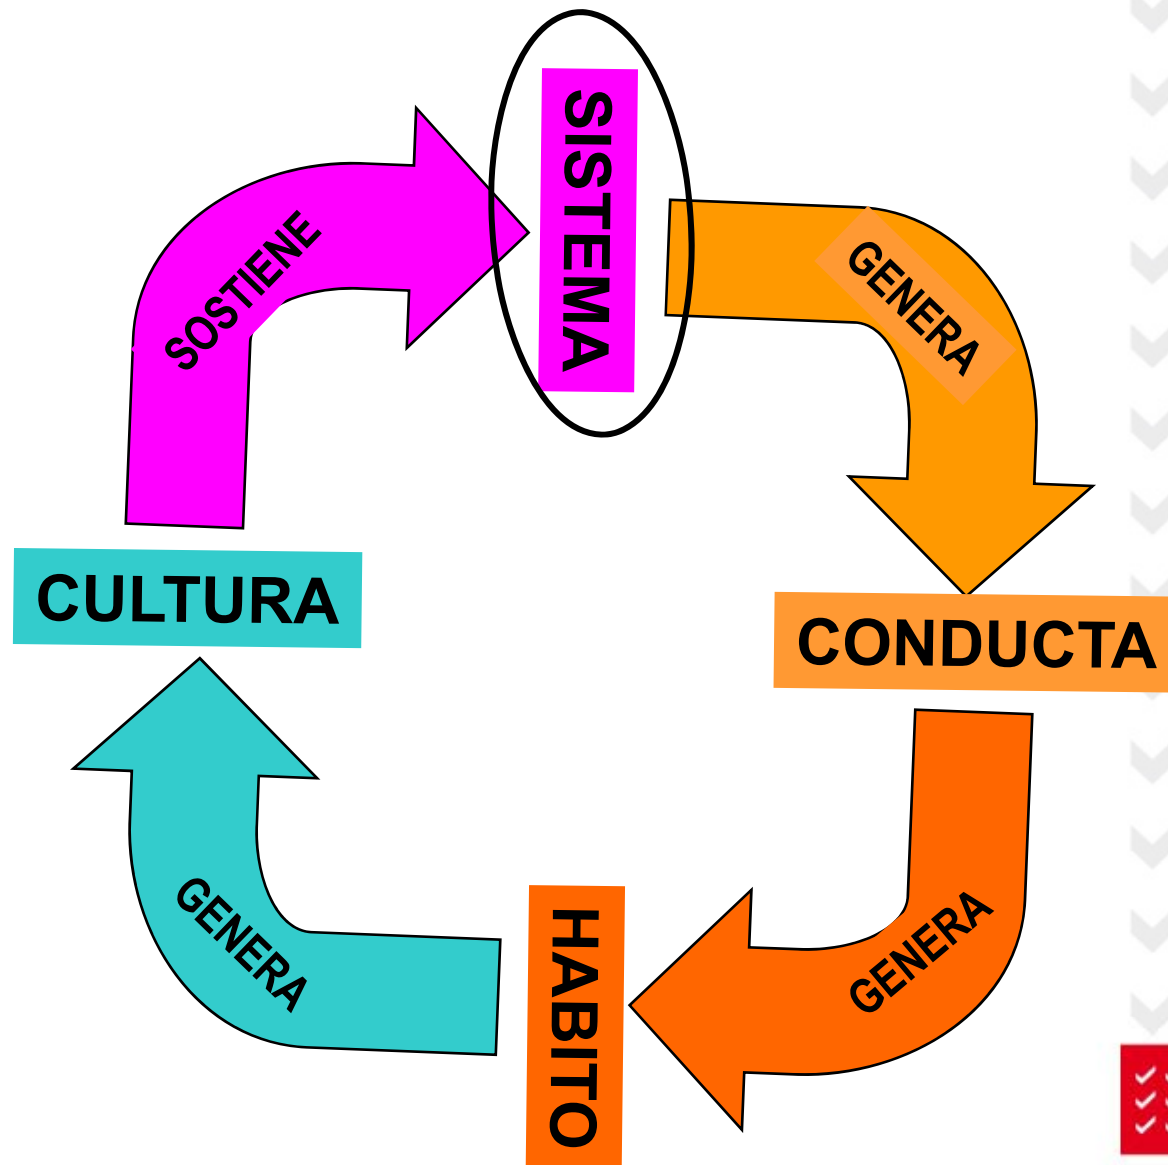 SISTEMA
GENERA
CONDUCTA
GENERA
HABITO
GENERA
CULTURA
SOSTIENE